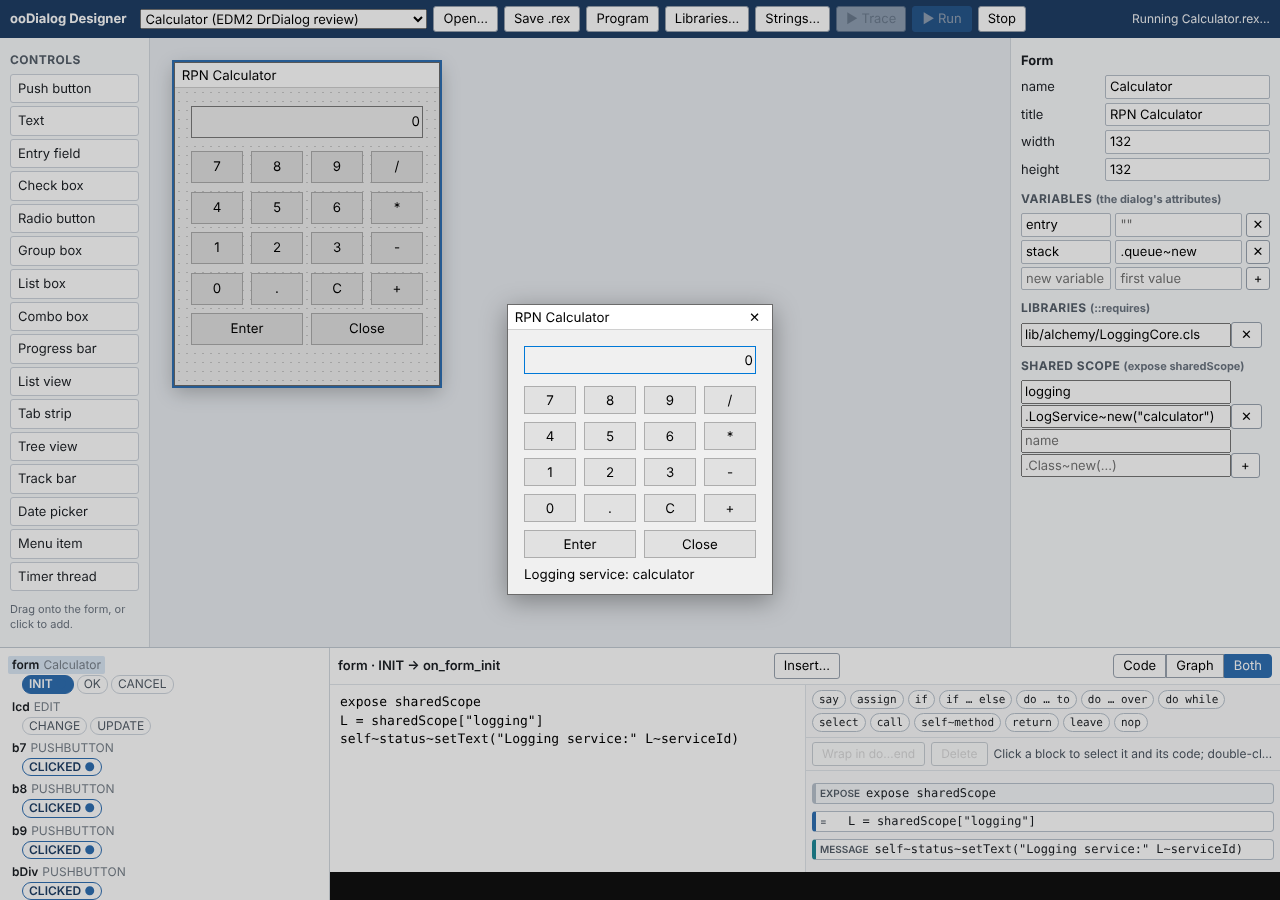 ooDialog Designer
Calculator (EDM2 DrDialog review)
Open...
Save .rex
Program
Libraries...
Strings...
▶ Trace
▶ Run
Stop
Running Calculator.rex...
CONTROLS
Push button
Text
Entry field
Check box
Radio button
Group box
List box
Combo box
Progress bar
List view
Tab strip
Tree view
Track bar
Date picker
Menu item
Timer thread
Drag onto the form, or
click to add.
RPN Calculator
0
7 8 9 /
4 5 6 *
1 2 3 -
0 . C +
Enter Close
RPN Calculator ✕
0
7 8 9 /
4 5 6 *
1 2 3 -
0 . C +
Enter Close
Logging service: calculator
Form
name Calculator
title RPN Calculator
width 132
height 132
VARIABLES (the dialog's attributes)
entry "" ✕
stack .queue~new ✕
new variable first value +
LIBRARIES (::requires)
lib/alchemy/LoggingCore.cls ✕
SHARED SCOPE (expose sharedScope)
logging
.LogService~new("calculator") ✕
name
.Class~new(...) +
form Calculator
INIT OK CANCEL
lcd EDIT
CHANGE UPDATE
b7 PUSHBUTTON
CLICKED
b8 PUSHBUTTON
CLICKED
b9 PUSHBUTTON
CLICKED
bDiv PUSHBUTTON
CLICKED
form · INIT → on_form_init
Insert...
Code Graph Both
expose sharedScope
L = sharedScope["logging"]
self~status~setText("Logging service:" L~serviceId)
say assign if if … else do … to do … over do while
select call self~method return leave nop
Wrap in do...end Delete Click a block to select it and its code; double-cl...
EXPOSE expose sharedScope
= L = sharedScope["logging"]
MESSAGE self~status~setText("Logging service:" L~serviceId)